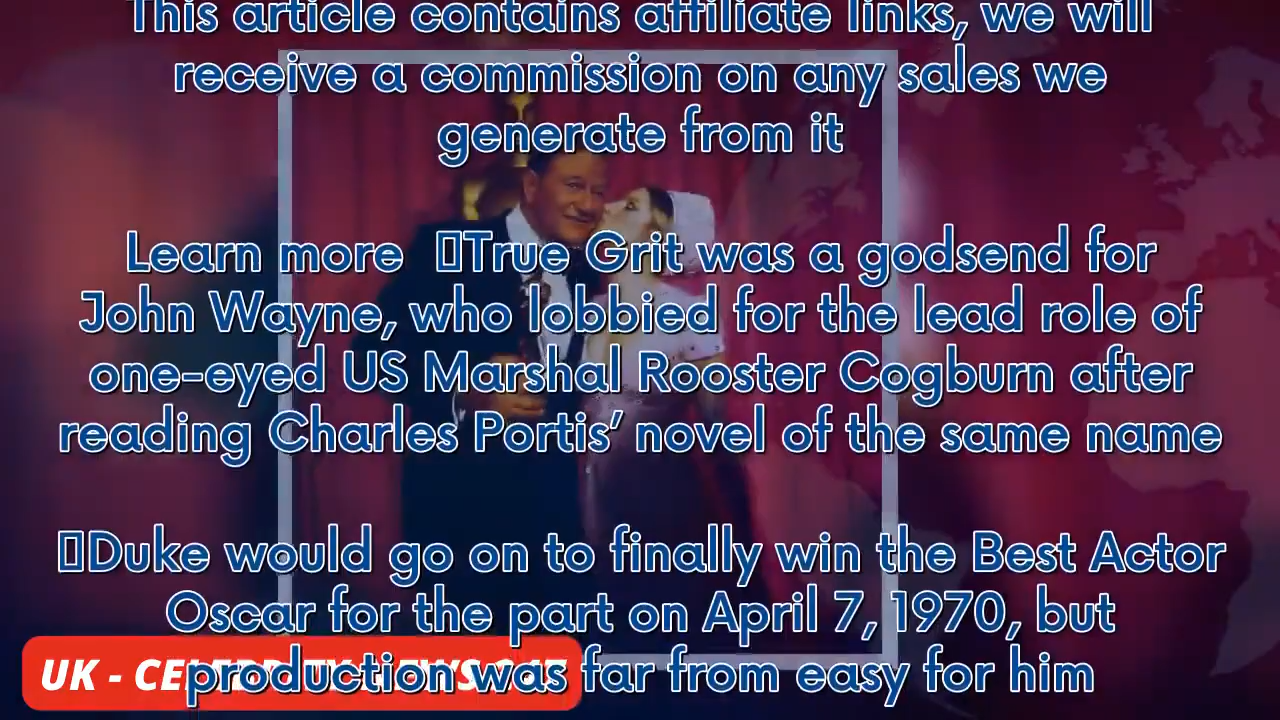 This article contains affiliate links, we will
receive a commission on any sales we
generate from it
Learn more ▯True Grit was a godsend for
John Wayne, who lobbied for the lead role of
one-eyed US Marshal Rooster Cogburn after
reading Charles Portis’ novel of the same name
▯Duke would go on to finally win the Best Actor
Oscar for the part on April 7, 1970, but
production was far from easy for him
UK -